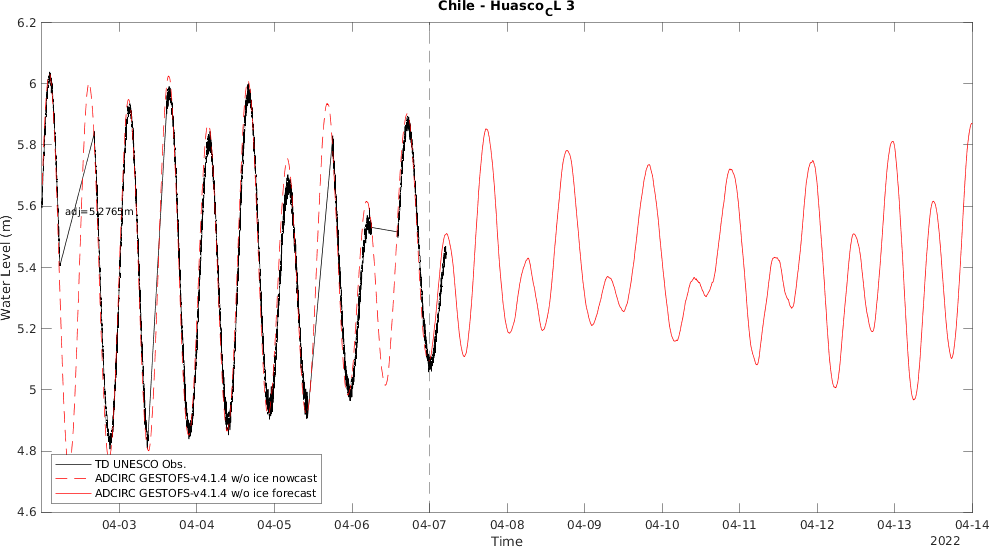 Chile - Huasco_CL 3
Water Level (m)
6.2
6
5.8
5.6
5.4
5.2
5
4.8
4.6
adj=5.2765m
TD UNESCO Obs.
ADCIRC GESTOFS-v4.1.4 w/o ice nowcast
ADCIRC GESTOFS-v4.1.4 w/o ice forecast
04-03 04-04 04-05 04-06 04-07 04-08 04-09 04-10 04-11 04-12 04-13 04-14
Time
2022